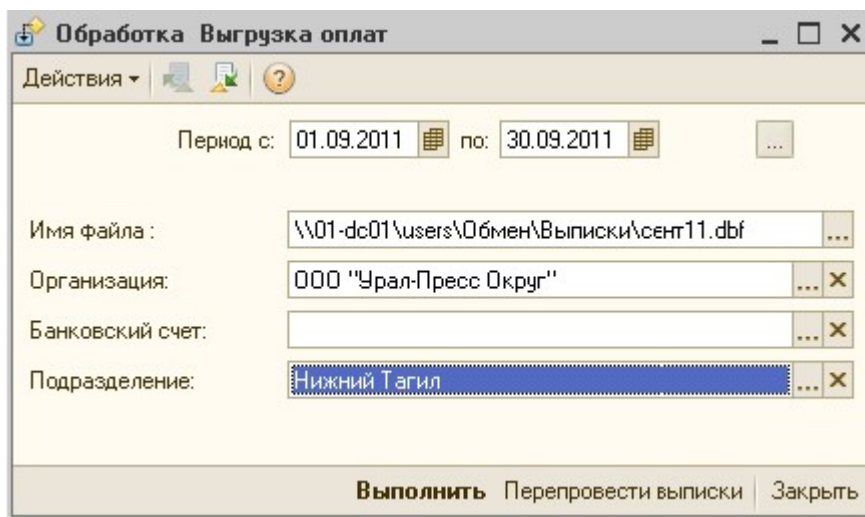 Обработка Выгрузка оплат
Действия
Период с: 01.09.2011 по: 30.09.2011 ...
Имя файла : \\01-dc01\users\Обмен\Выписки\сент11.dbf ...
Организация: ООО "Урал-Пресс Округ" ...
Банковский счет: ...
Подразделение: Нижний Тагил ...
Выполнить Перепровести выписки Закрыть